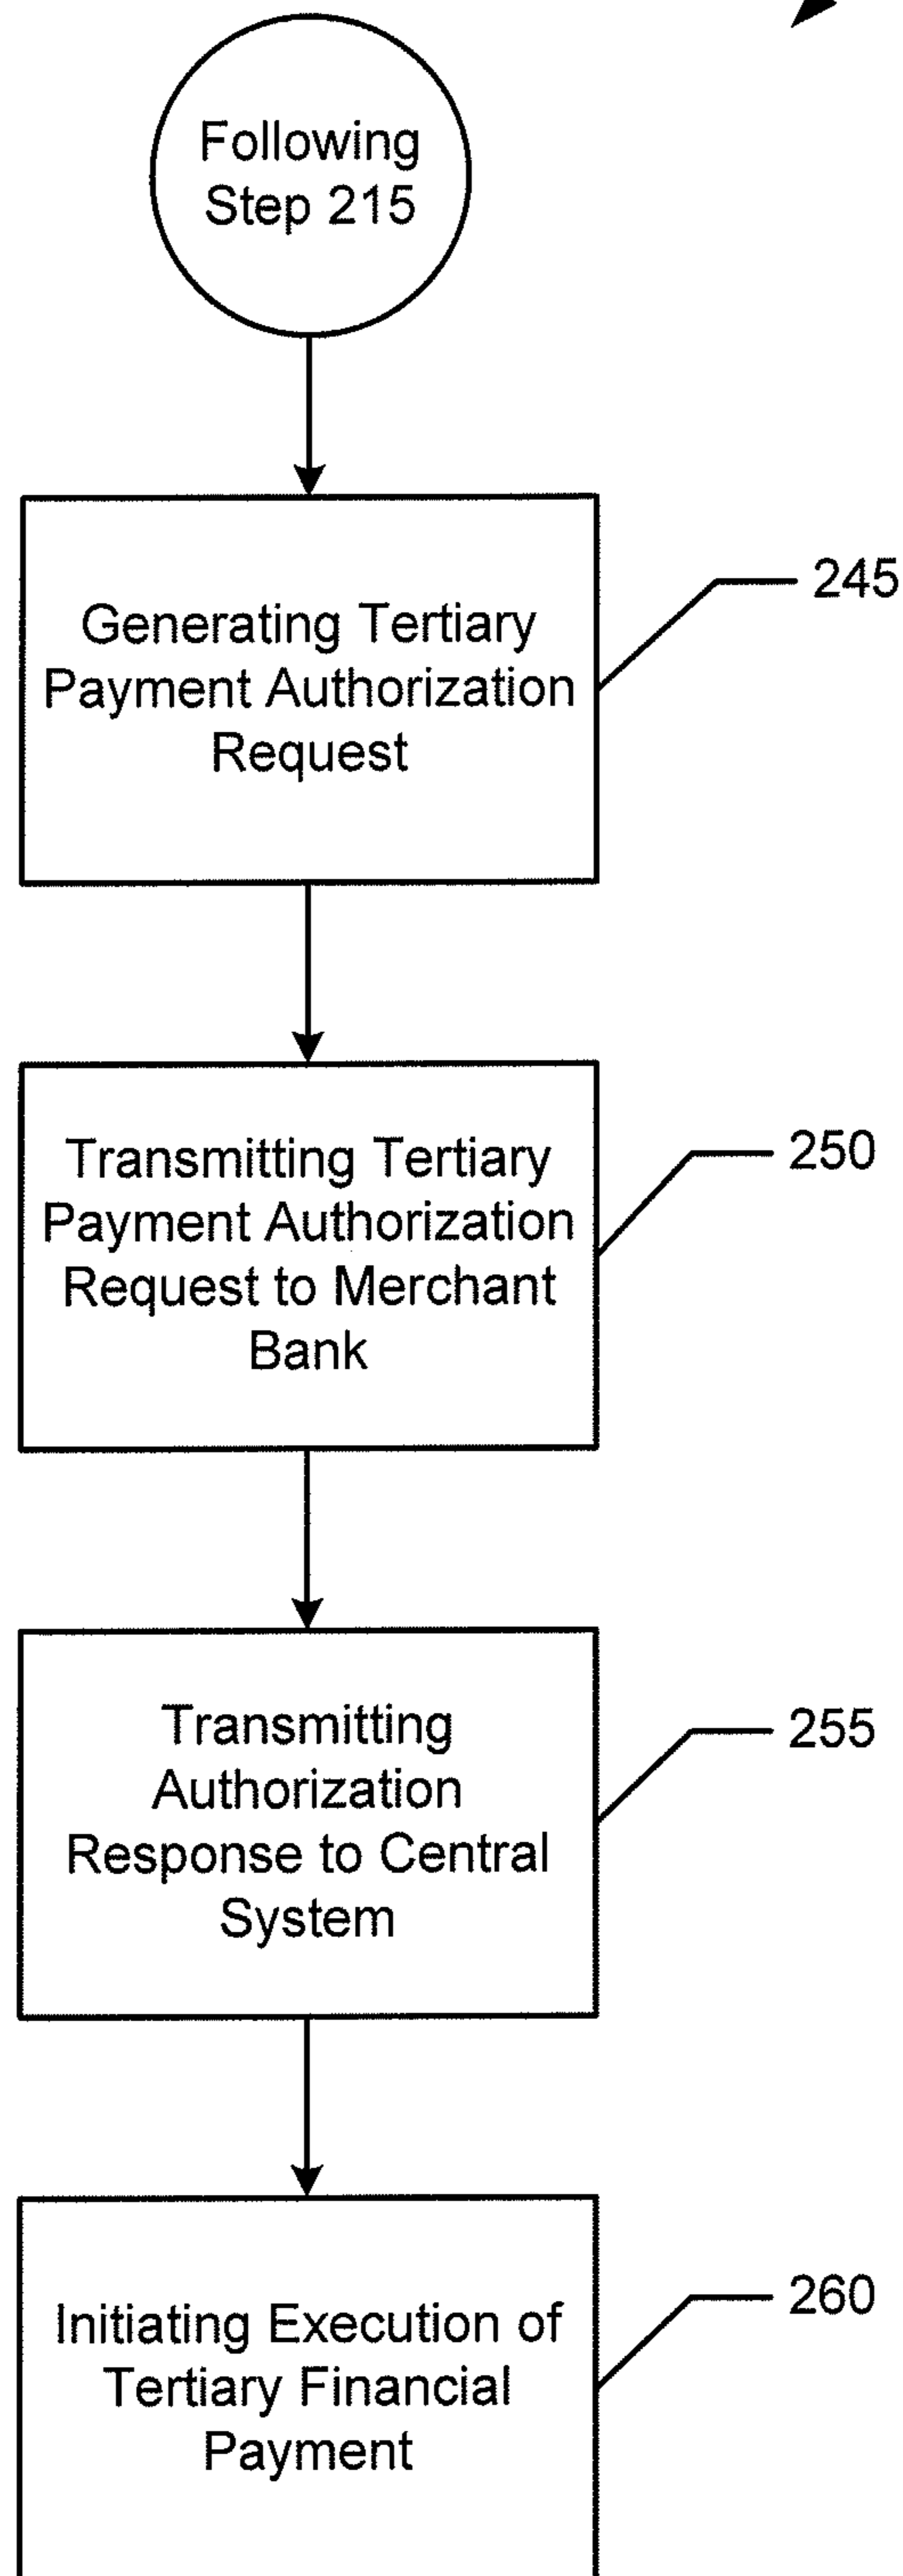 Following
Step 215
Generating Tertiary
Payment Authorization
Request
245
Transmitting Tertiary
Payment Authorization
Request to Merchant
Bank
250
Transmitting
Authorization
Response to Central
System
255
Initiating Execution of
Tertiary Financial
Payment
260